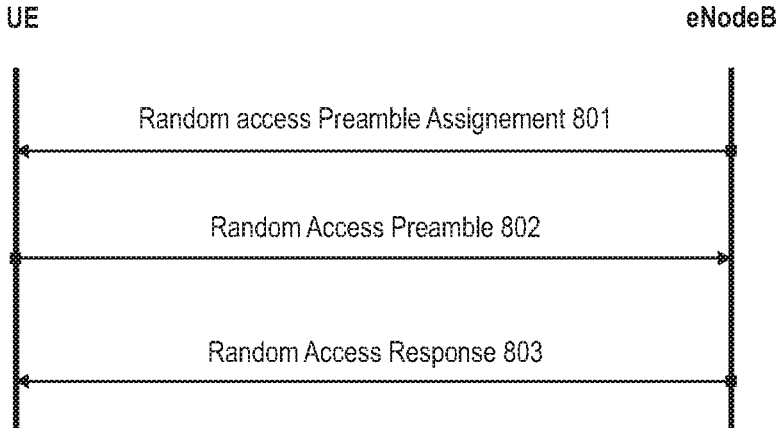 UE
eNodeB
Random access Preamble Assignement 801
Random Access Preamble 802
Random Access Response 803